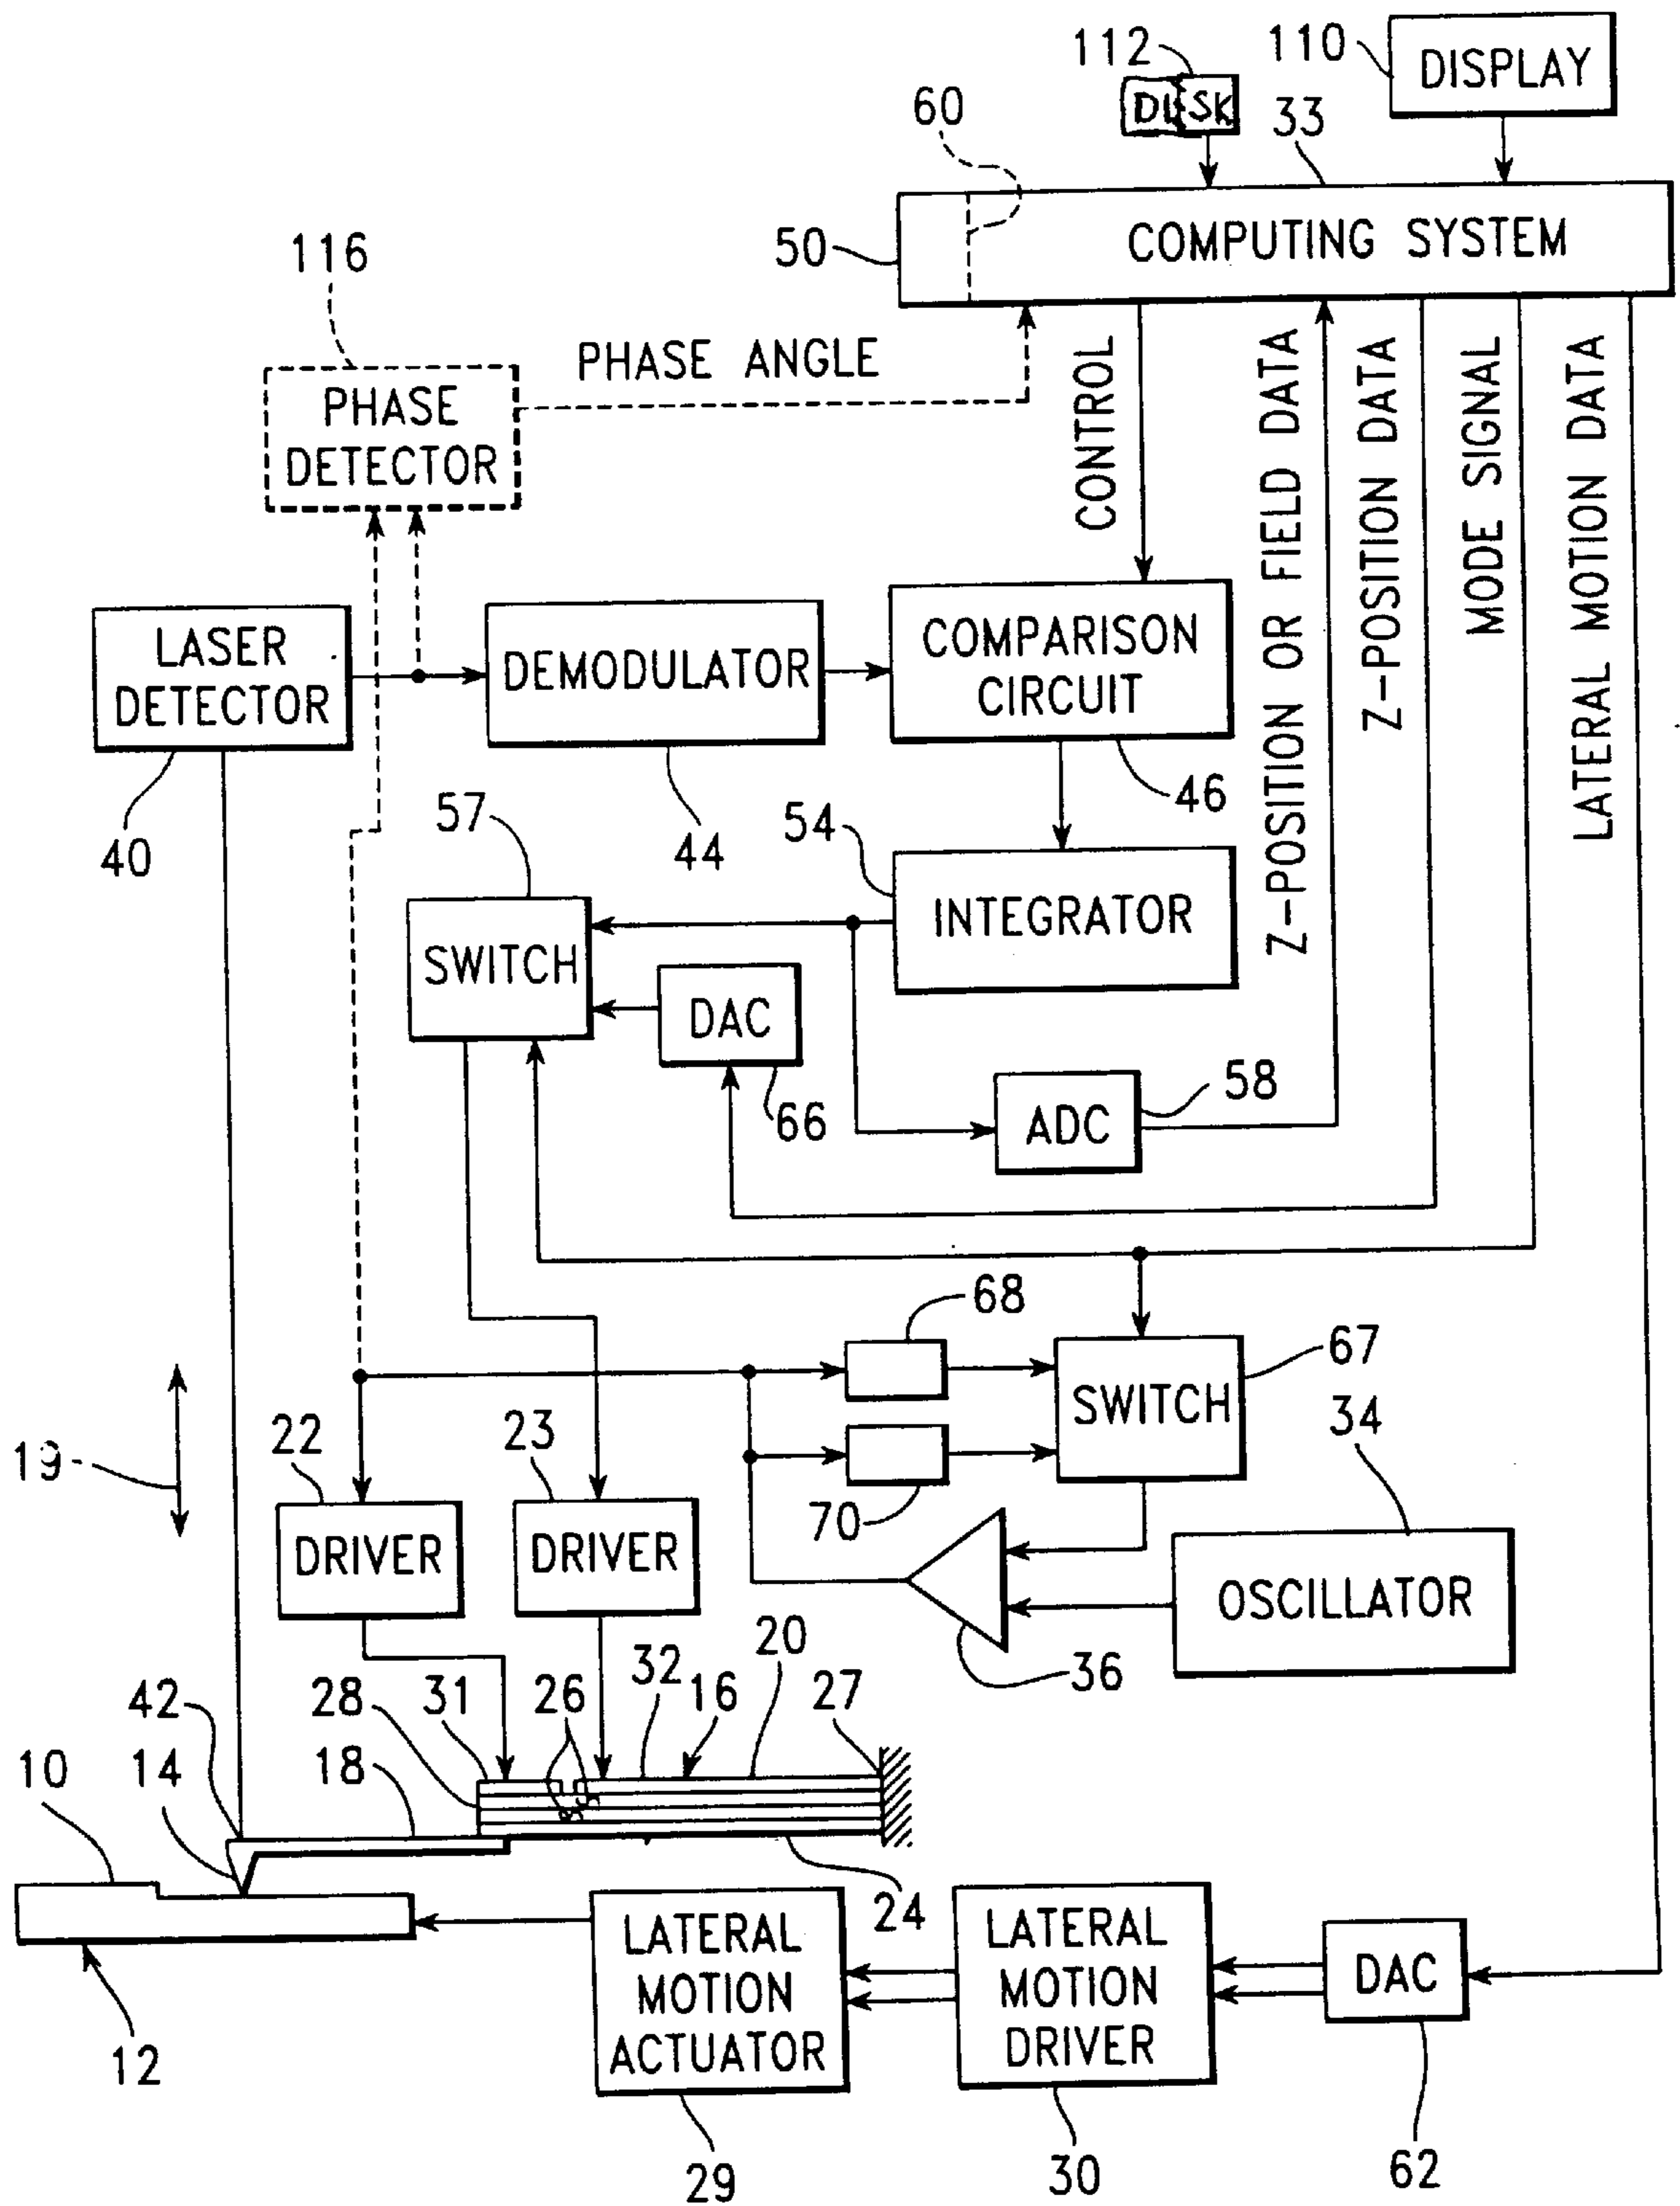 112
110
DISPLAY
DISK
60
33
COMPUTING SYSTEM
50
116
PHASE ANGLE
PHASE
DETECTOR
CONTROL
Z-POSITION OR FIELD DATA
Z-POSITION DATA
MODE SIGNAL
LATERAL MOTION DATA
LASER
DETECTOR
DEMODULATOR
COMPARISON
CIRCUIT
40
44
46
57
54
SWITCH
INTEGRATOR
DAC
66
58
ADC
68
67
SWITCH
34
19
22
23
70
DRIVER
DRIVER
OSCILLATOR
36
42
28
31
26
32
16
20
27
10
14
18
24
12
LATERAL
MOTION
ACTUATOR
LATERAL
MOTION
DRIVER
DAC
29
30
62